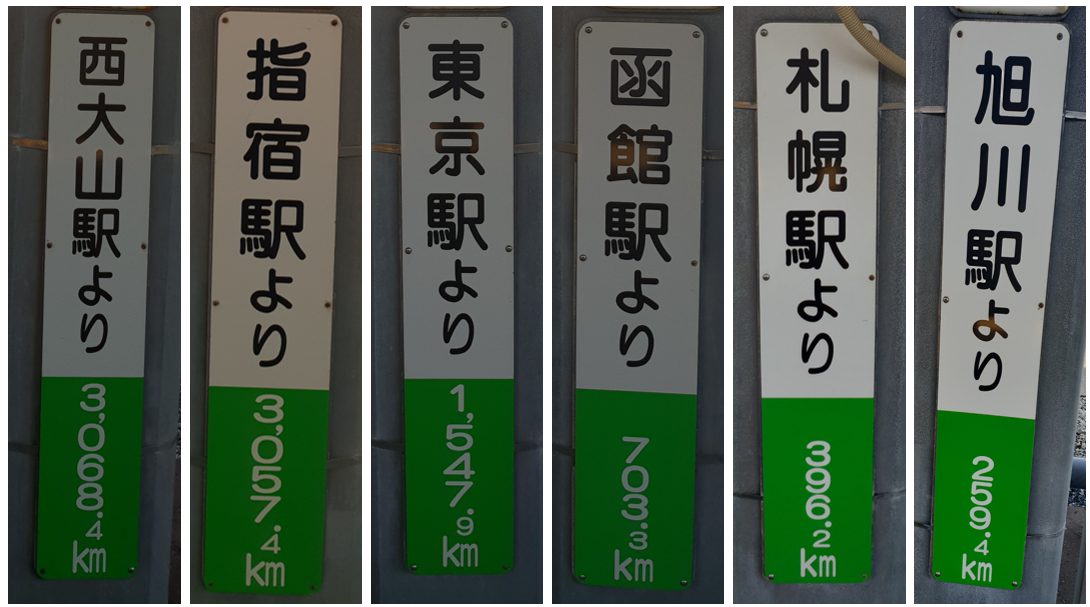 西大山駅より
3,068.4km
指宿駅より
3,057.4km
東京駅より
1,547.9km
函館駅より
703.3km
札幌駅より
396.2km
旭川駅より
259.4km